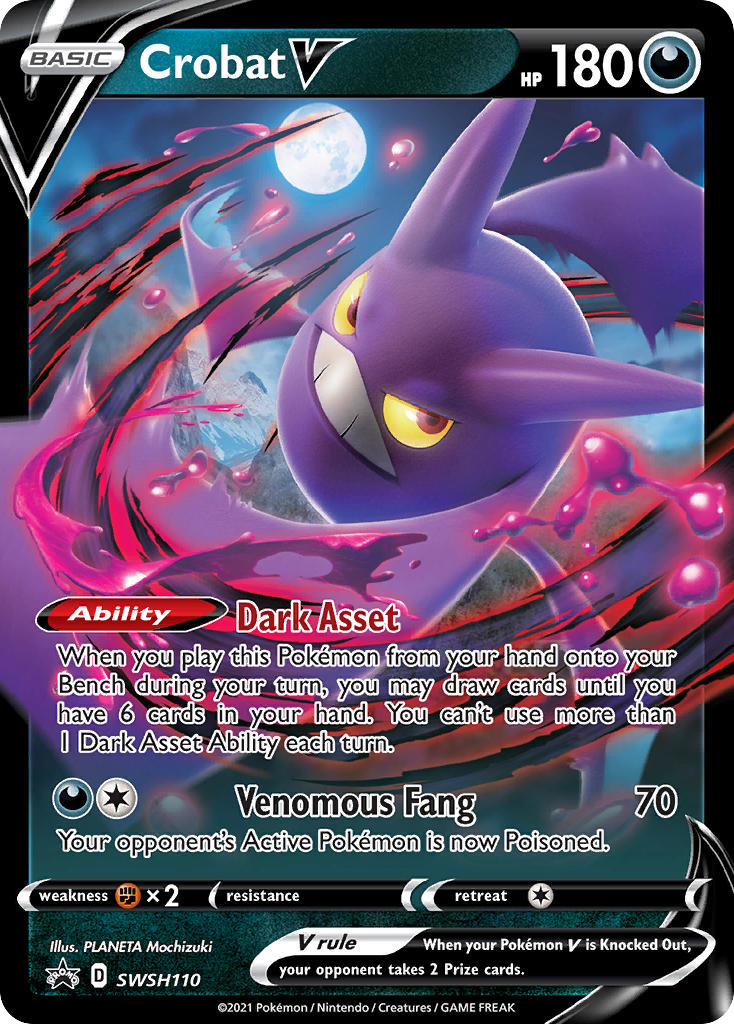 BASIC
Crobat V
HP 180
Ability Dark Asset
When you play this Pokémon from your hand onto your
Bench during your turn, you may draw cards until you
have 6 cards in your hand. You can't use more than
1 Dark Asset Ability each turn.
Venomous Fang 70
Your opponent's Active Pokémon is now Poisoned.
weakness ×2 resistance retreat
Illus. PLANETA Mochizuki
V rule When your Pokémon V is Knocked Out,
your opponent takes 2 Prize cards.
PROMO D SWSH110
©2021 Pokémon / Nintendo / Creatures / GAME FREAK